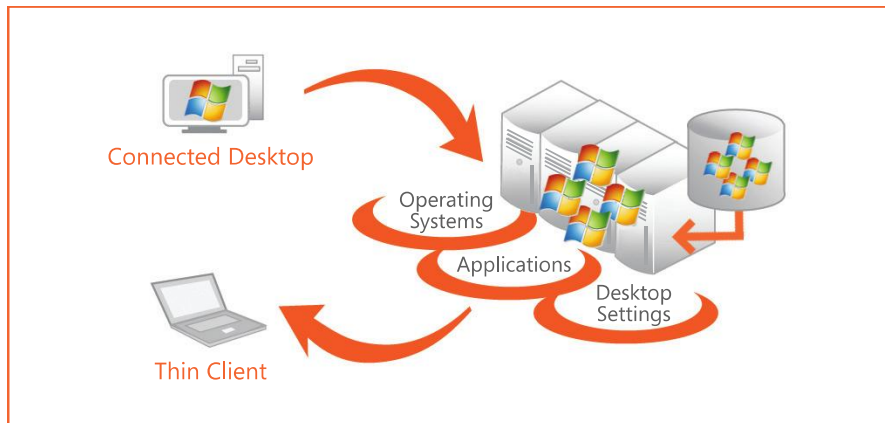 Connected Desktop
Operating
Systems
Applications
Desktop
Settings
Thin Client